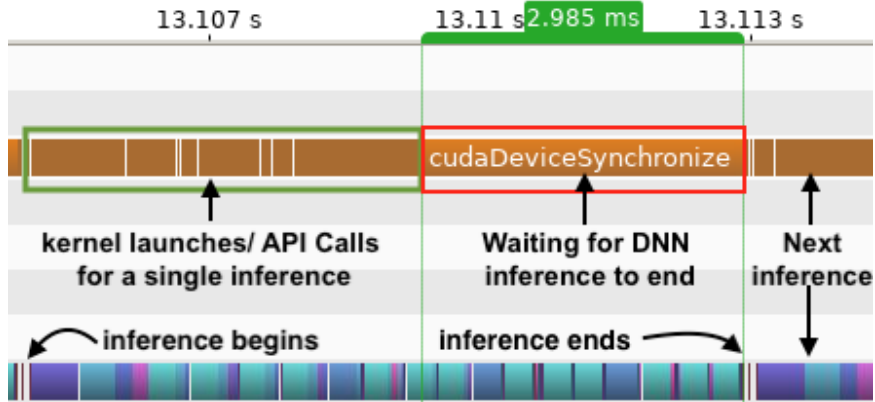 13.107 s
13.11 s
2.985 ms
13.113 s
cudaDeviceSynchronize
kernel launches/ API Calls
for a single inference
Waiting for DNN
inference to end
Next
inference
inference begins
inference ends